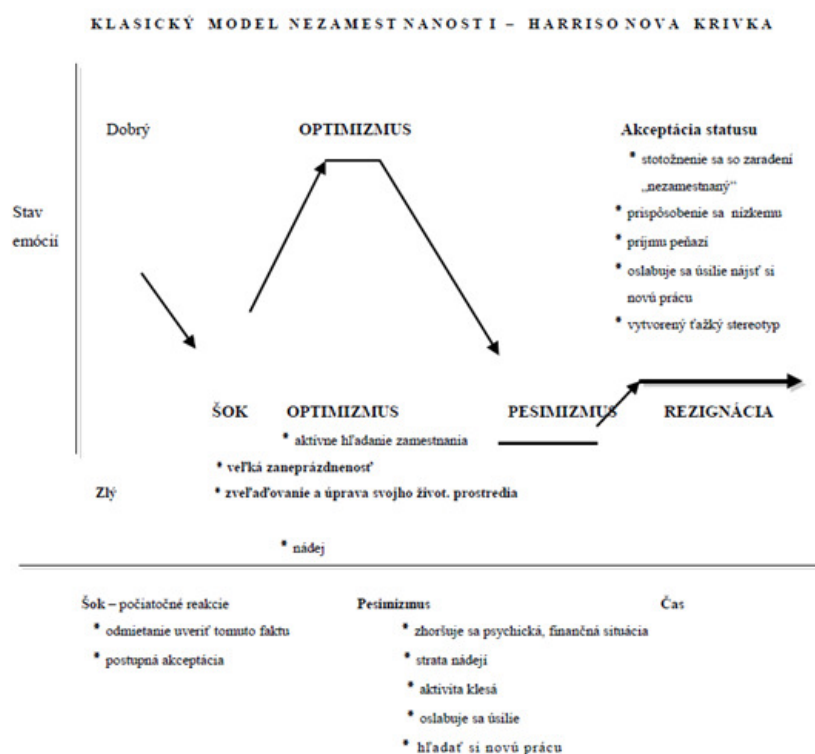 KLASICKÝ MODEL NEZAMESTNANOSTI – HARRISONOVA KRIVKA
Dobrý
OPTIMIZMUS
Akceptácia statusu
* stotožnenie sa so zaradení
„nezamestnaný“
* prispôsobenie sa nízkemu
* príjmu peňazí
* oslabuje sa úsilie nájsť si
novú prácu
* vytvorený ťažký stereotyp
Stav
emócií
ŠOK OPTIMIZMUS PESIMIZMUS REZIGNÁCIA
* aktívne hľadanie zamestnania
* veľká zaneprázdnenosť
Zlý
* zveľaďovanie a úprava svojho život. prostredia
* nádej
Šok – počiatočné reakcie
* odmietanie uveriť tomuto faktu
* postupná akceptácia
Pesimizmus
* zhoršuje sa psychická, finančná situácia
* strata nádejí
* aktivita klesá
* oslabuje sa úsilie
* hľadať si novú prácu
Čas